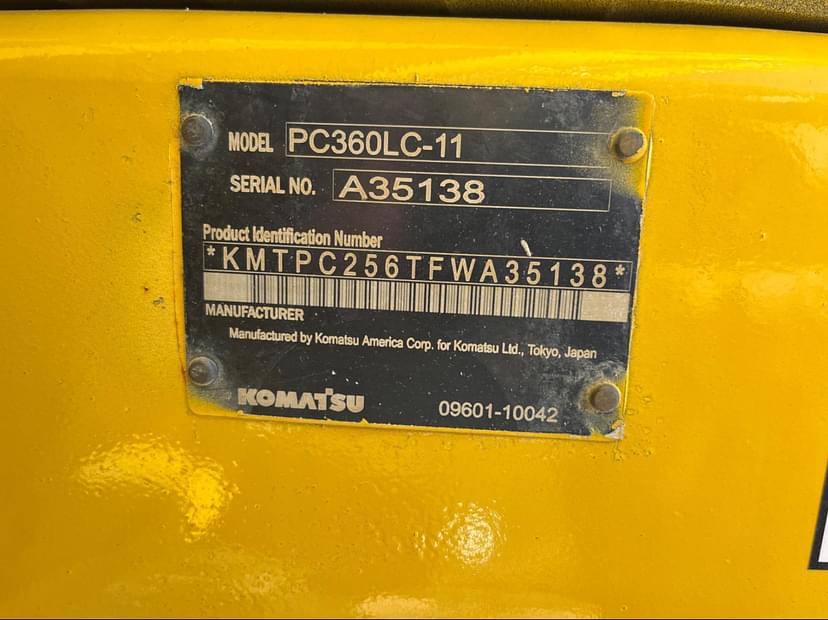 MODEL PC360LC-11
SERIAL NO. A35138
Product Identification Number
*KMTPC256TFWA35138*
MANUFACTURER
Manufactured by Komatsu America Corp. for Komatsu Ltd., Tokyo, Japan
KOMATSU 09601-10042